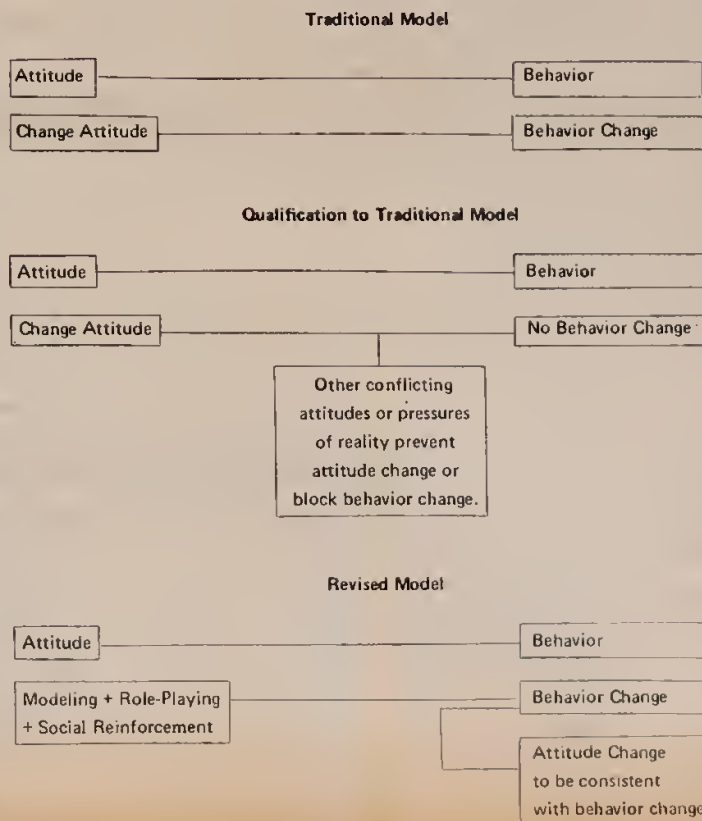 Traditional Model
Attitude
Behavior
Change Attitude
Behavior Change
Qualification to Traditional Model
Attitude
Behavior
Change Attitude
No Behavior Change
Other conflicting
attitudes or pressures
of reality prevent
attitude change or
block behavior change.
Revised Model
Attitude
Behavior
Modeling + Role-Playing
+ Social Reinforcement
Behavior Change
Attitude Change
to be consistent
with behavior change